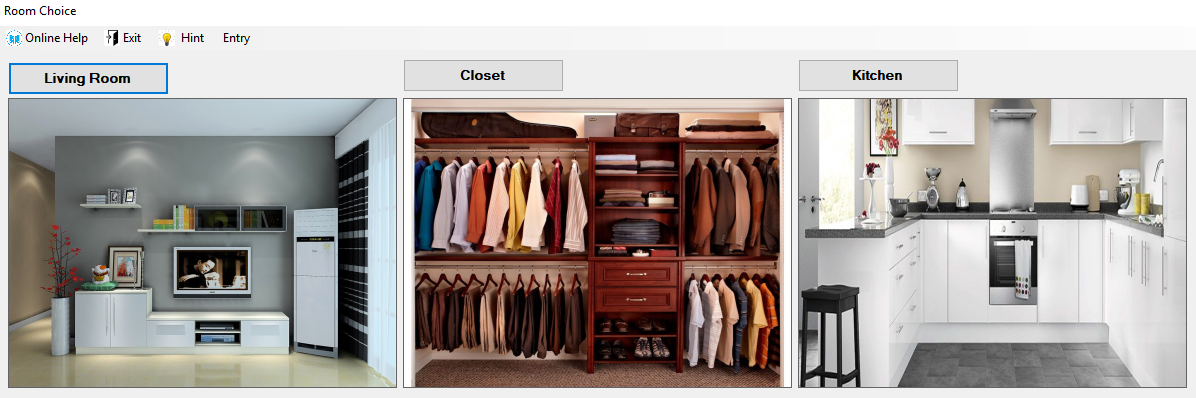 Room Choice
Online Help Exit Hint Entry
Living Room Closet Kitchen